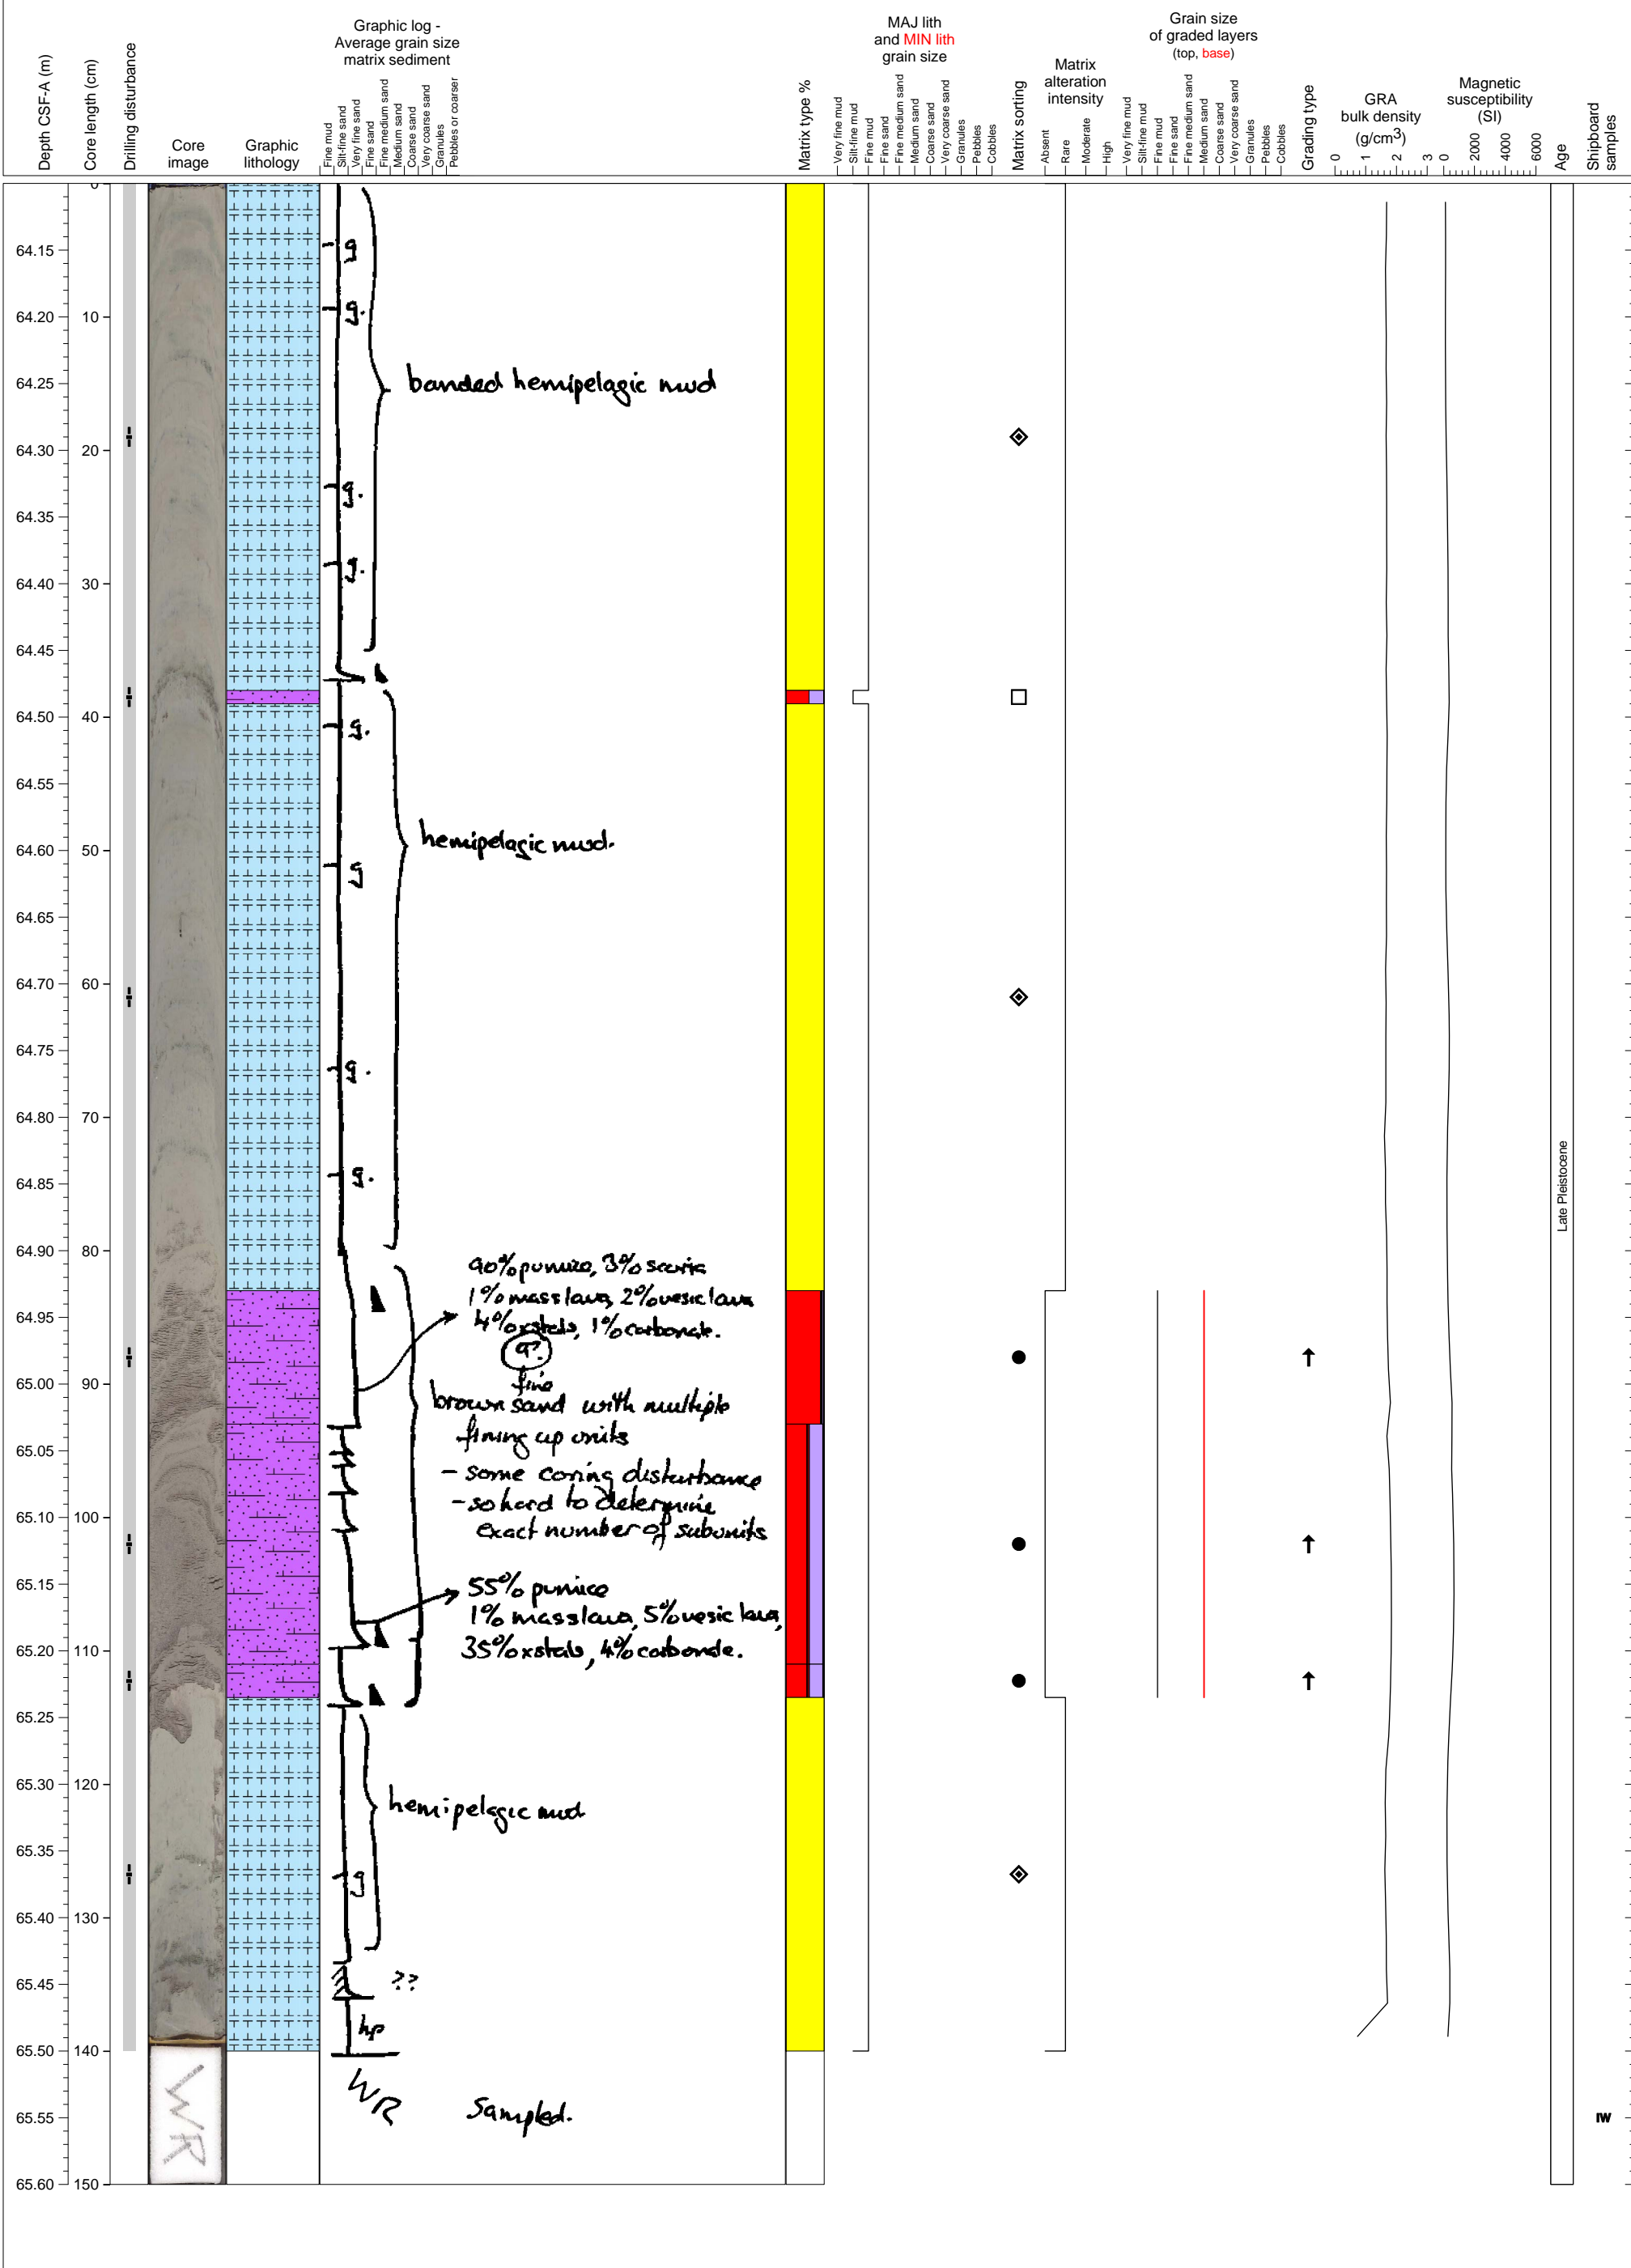 Depth CSF-A (m)
Core length (cm)
Drilling disturbance
Core
image
Graphic
lithology
Graphic log -
Average grain size
matrix sediment
Fine mud
Silt-fine sand
Very fine sand
Fine sand
Fine medium sand
Medium sand
Coarse sand
Very coarse sand
Granules
Pebbles or coarser
Matrix type %
MAJ lith
and MIN lith
grain size
Very fine mud
Silt-fine mud
Fine mud
Fine sand
Fine medium sand
Medium sand
Coarse sand
Very coarse sand
Granules
Pebbles
Cobbles
Matrix sorting
Matrix
alteration
intensity
Absent
Rare
Moderate
High
Grain size
of graded layers
(top, base)
Very fine mud
Silt-fine mud
Fine mud
Fine sand
Fine medium sand
Medium sand
Coarse sand
Very coarse sand
Granules
Pebbles
Cobbles
Grading type
GRA
bulk density
(g/cm3)
0 1 2 3
Magnetic
susceptibility
(SI)
0 2000 4000 6000
Age
Shipboard
samples
0
64.15
g
64.20 10
g.
64.25
banded hemipelagic mud
64.30 20
g.
64.35
g.
64.40 30
64.45
64.50 40
g.
64.55
hemipelagic mud.
64.60 50
g
64.65
64.70 60
64.75
g.
64.80 70
64.85
g.
Late Pleistocene
64.90 80
90% pumice, 3% scoria
1% mass lava, 2% vesic lava
4% xstals, 1% carbonate.
64.95
g?
65.00 90
fine
brown sand with multiple
fining up units
65.05
- some coring disturbance
- so hard to determine
65.10 100
exact number of subunits
65.15
55% pumice
1% mass lava, 5% vesic lava,
35% xstals, 4% carbonate.
65.20 110
65.25
65.30 120
hemipelagic mud
65.35
g
65.40 130
65.45
??
hp
65.50 140
WR
WR
Sampled.
65.55
IW
65.60 150